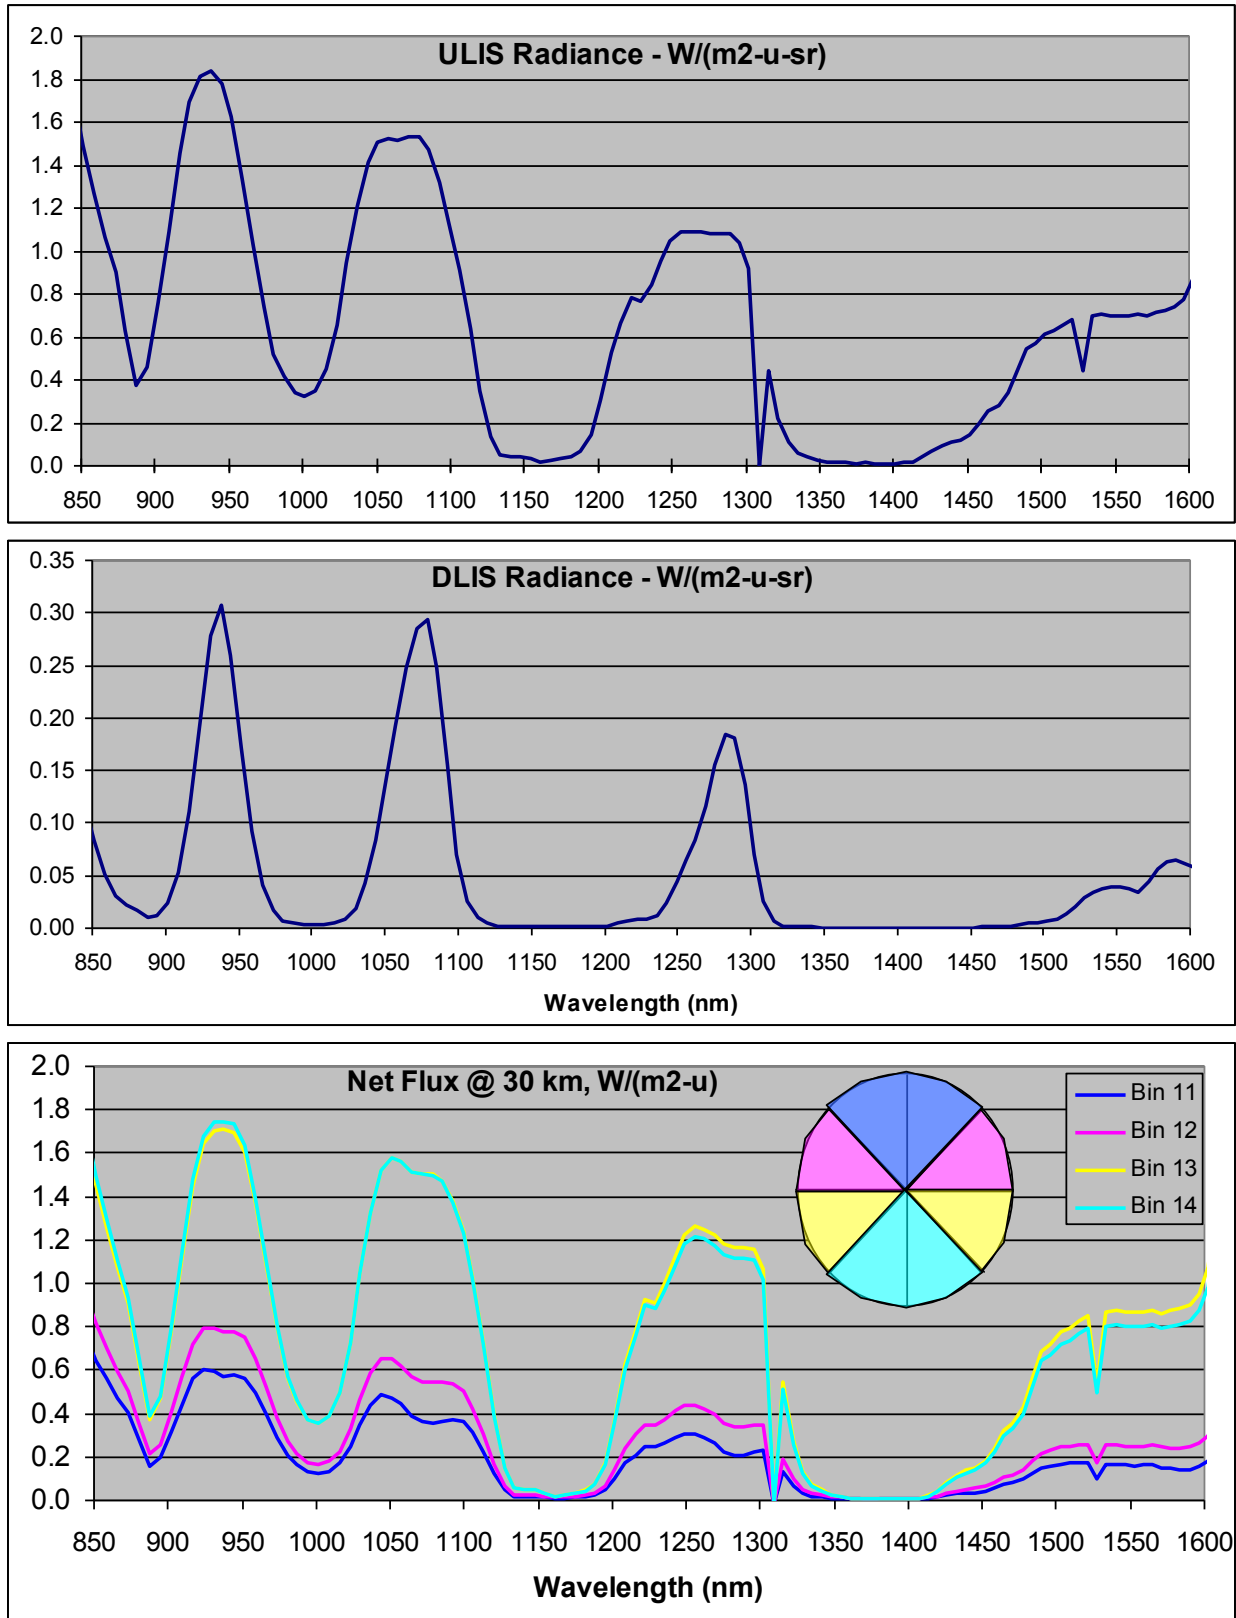 ULIS Radiance - W/(m2-u-sr)
2.0
1.8
1.6
1.4
1.2
1.0
0.8
0.6
0.4
0.2
0.0
850 900 950 1000 1050 1100 1150 1200 1250 1300 1350 1400 1450 1500 1550 1600
DLIS Radiance - W/(m2-u-sr)
0.35
0.30
0.25
0.20
0.15
0.10
0.05
0.00
850 900 950 1000 1050 1100 1150 1200 1250 1300 1350 1400 1450 1500 1550 1600
Wavelength (nm)
Net Flux @ 30 km, W/(m2-u)
2.0
1.8
1.6
1.4
1.2
1.0
0.8
0.6
0.4
0.2
0.0
Bin 11
Bin 12
Bin 13
Bin 14
850 900 950 1000 1050 1100 1150 1200 1250 1300 1350 1400 1450 1500 1550 1600
Wavelength (nm)